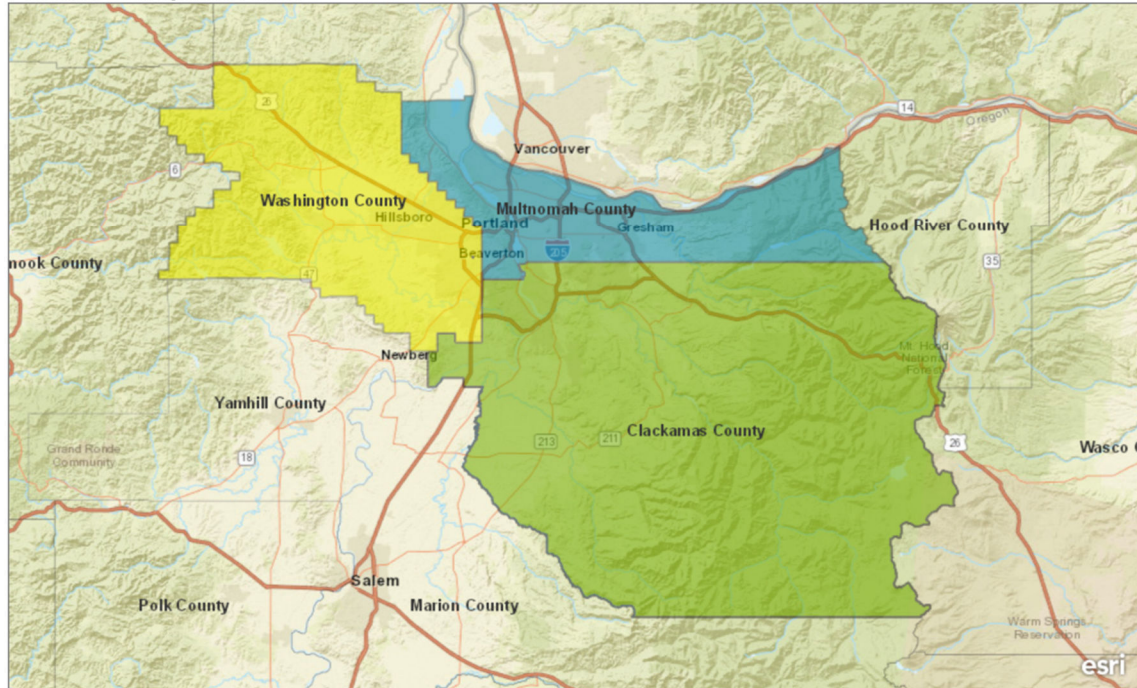 26
14
Oregon
Vancouver
6
Washington County
Hillsboro
Multnomah County
Portland
Gresham
Hood River County
Beaverton
205
nook County
47
35
Newberg
Mt. Hood
National
Forest
Yamhill County
Clackamas County
213
211
26
Grand Ronde
Community
18
Wasco C
Salem
Polk County
Marion County
Warm Springs
Reservation
esri